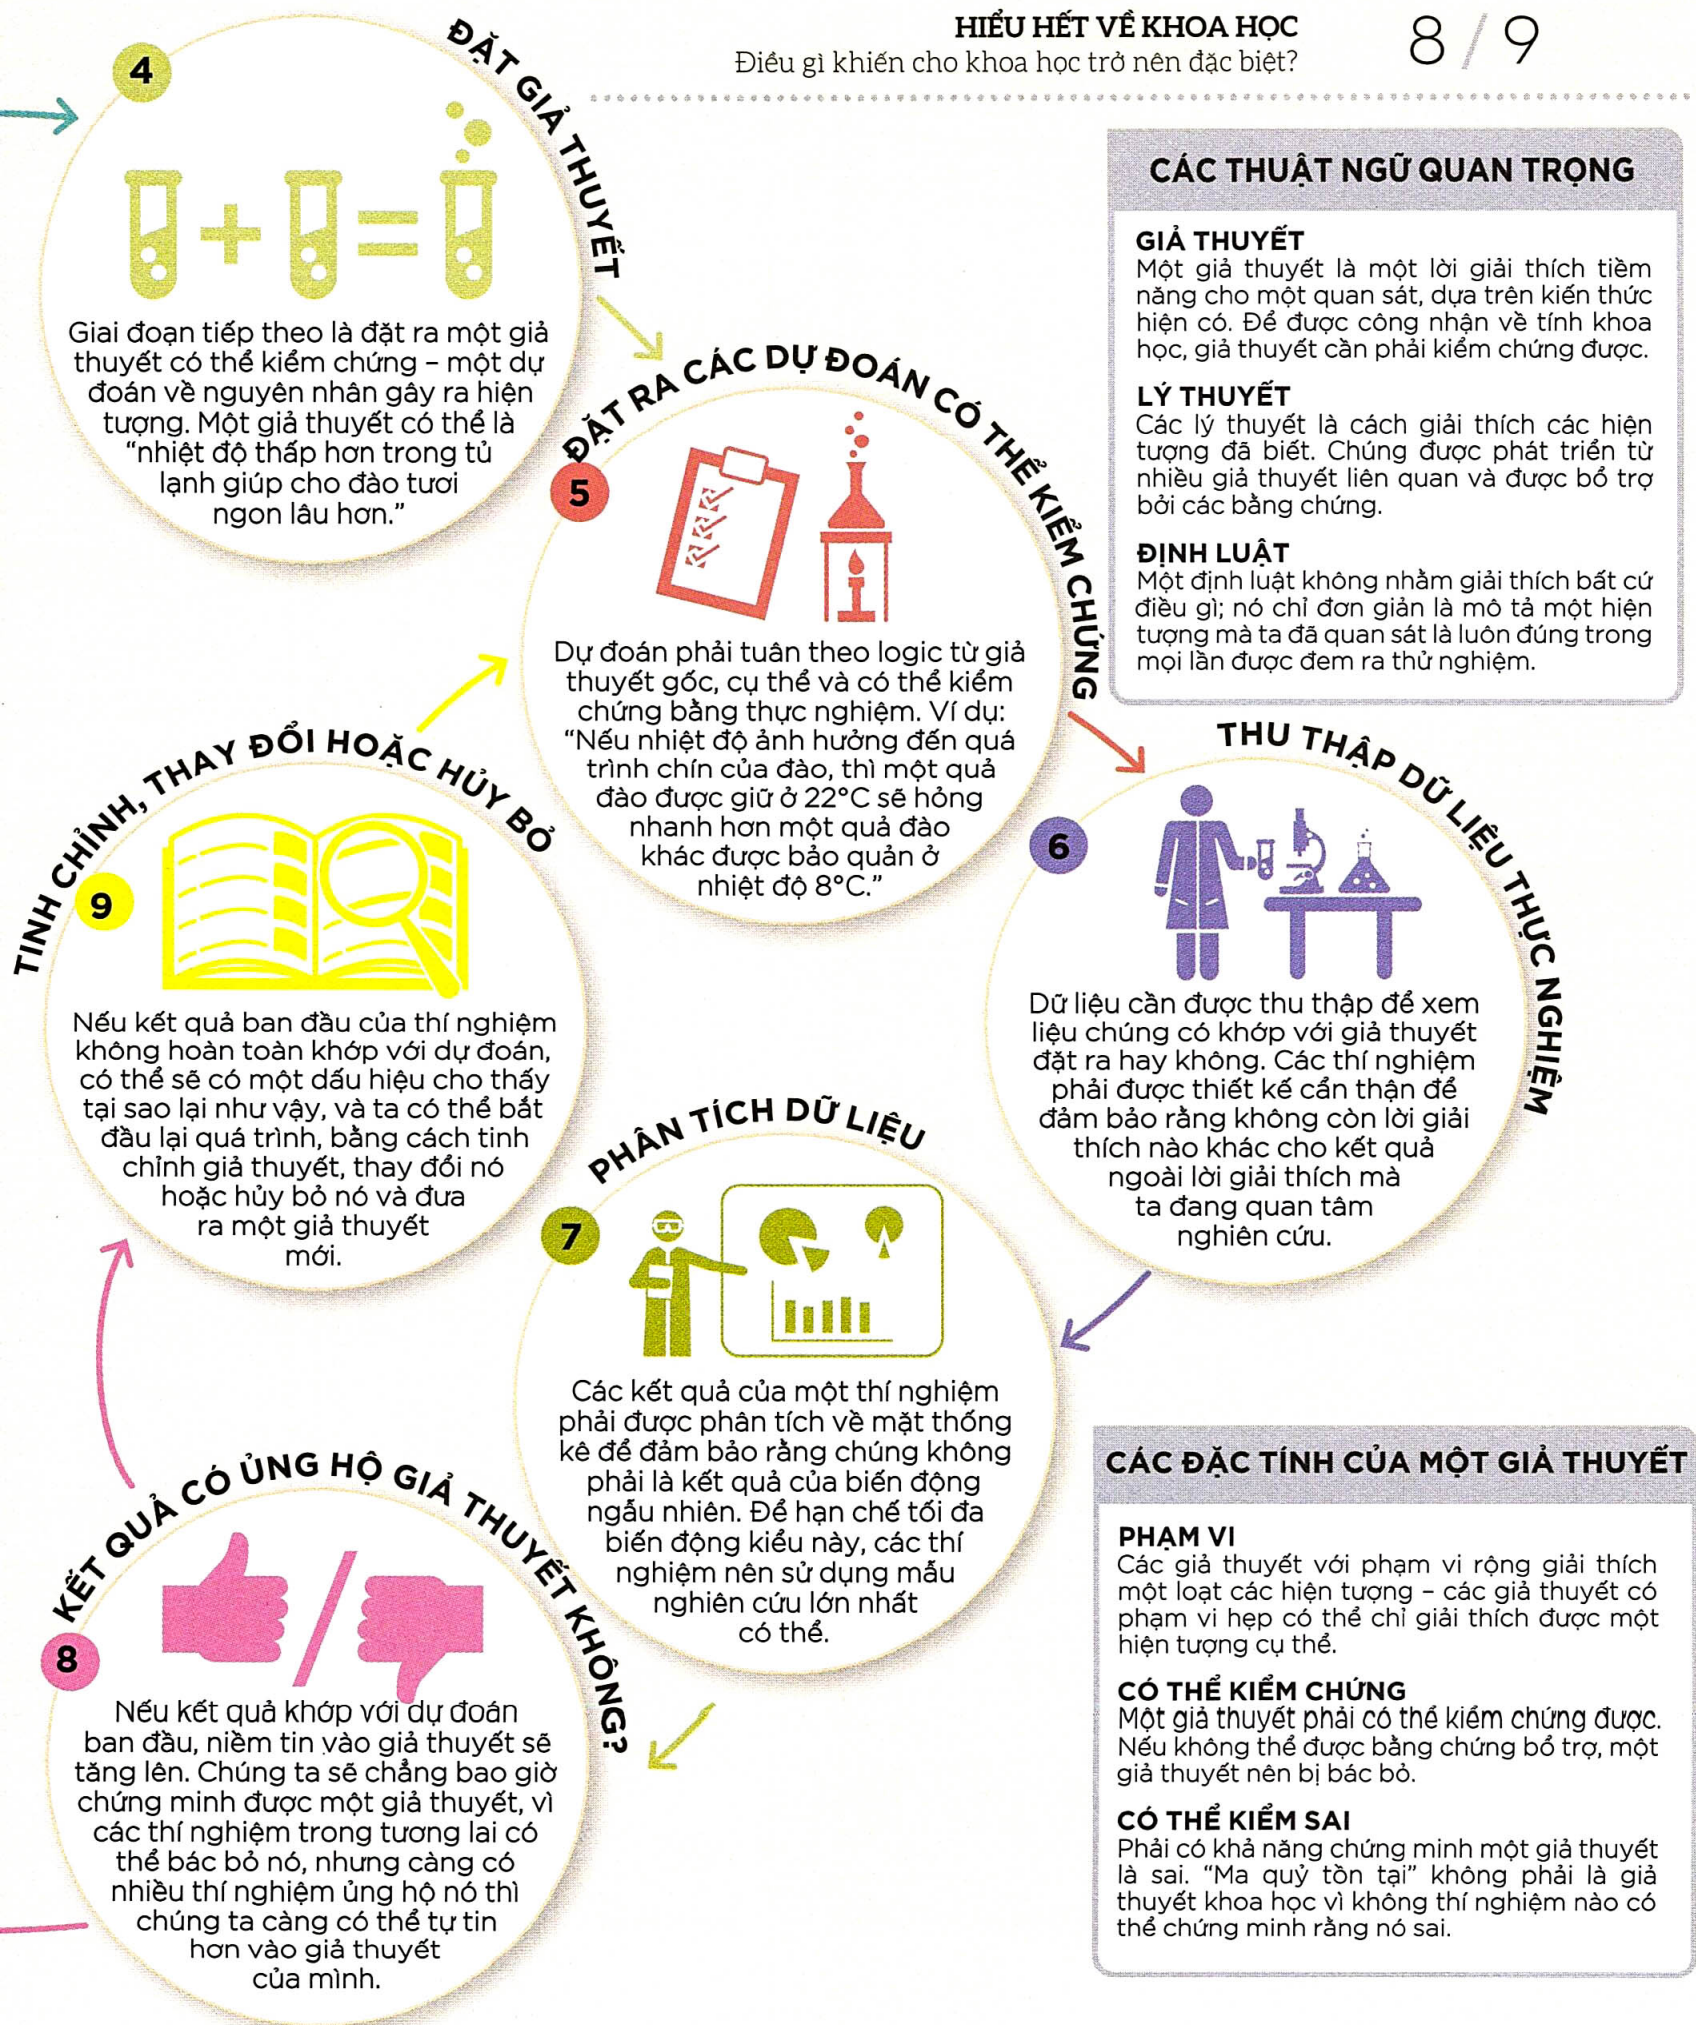 HIỂU HẾT VỀ KHOA HỌC
Điều gì khiến cho khoa học trở nên đặc biệt?
8/9
4
ĐẶT GIẢ THUYẾT
Giai đoạn tiếp theo là đặt ra một giả
thuyết có thể kiểm chứng – một dự
đoán về nguyên nhân gây ra hiện
tượng. Một giả thuyết có thể là
“nhiệt độ thấp hơn trong tủ
lạnh giúp cho đào tươi
ngon lâu hơn.”
5
ĐẶT RA CÁC DỰ ĐOÁN CÓ THỂ KIỂM CHỨNG
Dự đoán phải tuân theo logic từ giả
thuyết gốc, cụ thể và có thể kiểm
chứng bằng thực nghiệm. Ví dụ:
“Nếu nhiệt độ ảnh hưởng đến quá
trình chín của đào, thì một quả
đào được giữ ở 22°C sẽ hỏng
nhanh hơn một quả đào
khác được bảo quản ở
nhiệt độ 8°C.”
6
THU THẬP DỮ LIỆU THỰC NGHIỆM
Dữ liệu cần được thu thập để xem
liệu chúng có khớp với giả thuyết
đặt ra hay không. Các thí nghiệm
phải được thiết kế cẩn thận để
đảm bảo rằng không còn lời giải
thích nào khác cho kết quả
ngoài lời giải thích mà
ta đang quan tâm
nghiên cứu.
7
PHÂN TÍCH DỮ LIỆU
Các kết quả của một thí nghiệm
phải được phân tích về mặt thống
kê để đảm bảo rằng chúng không
phải là kết quả của biến động
ngẫu nhiên. Để hạn chế tối đa
biến động kiểu này, các thí
nghiệm nên sử dụng mẫu
nghiên cứu lớn nhất
có thể.
8
KẾT QUẢ CÓ ỦNG HỘ GIẢ THUYẾT KHÔNG?
Nếu kết quả khớp với dự đoán
ban đầu, niềm tin vào giả thuyết sẽ
tăng lên. Chúng ta sẽ chẳng bao giờ
chứng minh được một giả thuyết, vì
các thí nghiệm trong tương lai có
thể bác bỏ nó, nhưng càng có
nhiều thí nghiệm ủng hộ nó thì
chúng ta càng có thể tự tin
hơn vào giả thuyết
của mình.
9
TINH CHỈNH, THAY ĐỔI HOẶC HỦY BỎ
Nếu kết quả ban đầu của thí nghiệm
không hoàn toàn khớp với dự đoán,
có thể sẽ có một dấu hiệu cho thấy
tại sao lại như vậy, và ta có thể bắt
đầu lại quá trình, bằng cách tinh
chỉnh giả thuyết, thay đổi nó
hoặc hủy bỏ nó và đưa
ra một giả thuyết
mới.
CÁC THUẬT NGỮ QUAN TRỌNG
GIẢ THUYẾT
Một giả thuyết là một lời giải thích tiềm
năng cho một quan sát, dựa trên kiến thức
hiện có. Để được công nhận về tính khoa
học, giả thuyết cần phải kiểm chứng được.
LÝ THUYẾT
Các lý thuyết là cách giải thích các hiện
tượng đã biết. Chúng được phát triển từ
nhiều giả thuyết liên quan và được bổ trợ
bởi các bằng chứng.
ĐỊNH LUẬT
Một định luật không nhằm giải thích bất cứ
điều gì; nó chỉ đơn giản là mô tả một hiện
tượng mà ta đã quan sát là luôn đúng trong
mọi lần được đem ra thử nghiệm.
CÁC ĐẶC TÍNH CỦA MỘT GIẢ THUYẾT
PHẠM VI
Các giả thuyết với phạm vi rộng giải thích
một loạt các hiện tượng – các giả thuyết có
phạm vi hẹp có thể chỉ giải thích được một
hiện tượng cụ thể.
CÓ THỂ KIỂM CHỨNG
Một giả thuyết phải có thể kiểm chứng được.
Nếu không thể được bằng chứng bổ trợ, một
giả thuyết nên bị bác bỏ.
CÓ THỂ KIỂM SAI
Phải có khả năng chứng minh một giả thuyết
là sai. “Ma quỷ tồn tại” không phải là giả
thuyết khoa học vì không thí nghiệm nào có
thể chứng minh rằng nó sai.